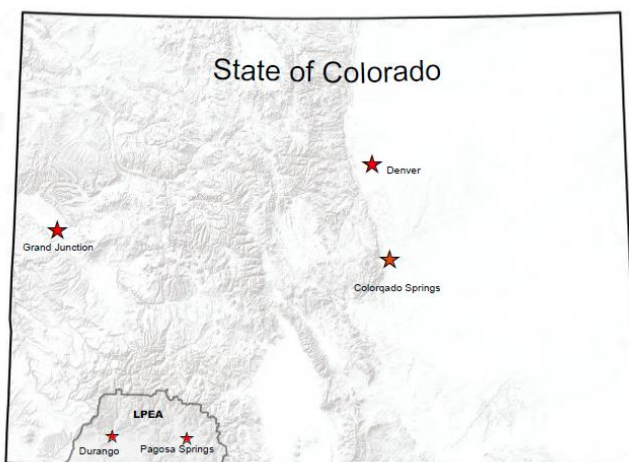 State of Colorado
Denver
Grand Junction
Colorqado Springs
LPEA
Durango
Pagosa Springs